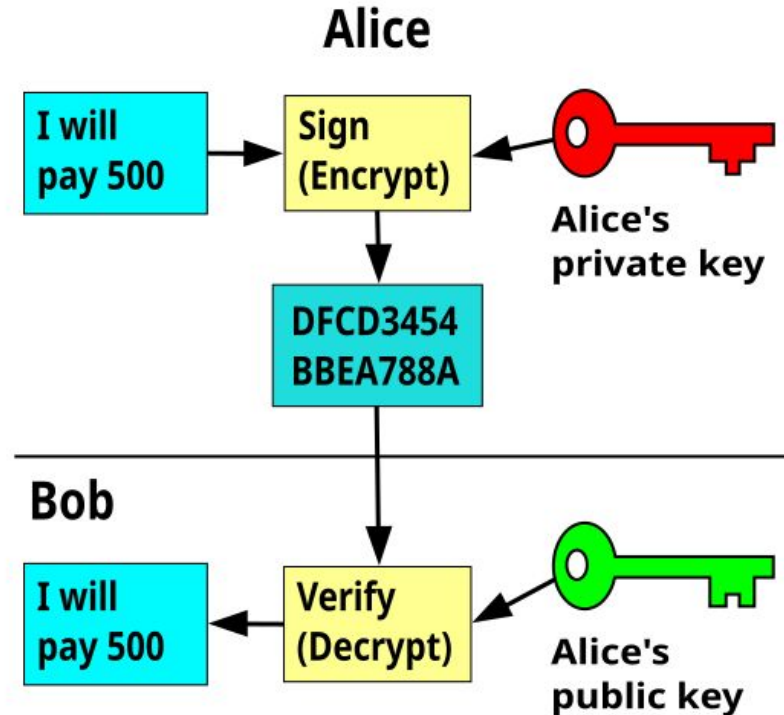 Alice
I will
pay 500
Sign
(Encrypt)
Alice's
private key
DFCD3454
BBEA788A
Bob
I will
pay 500
Verify
(Decrypt)
Alice's
public key